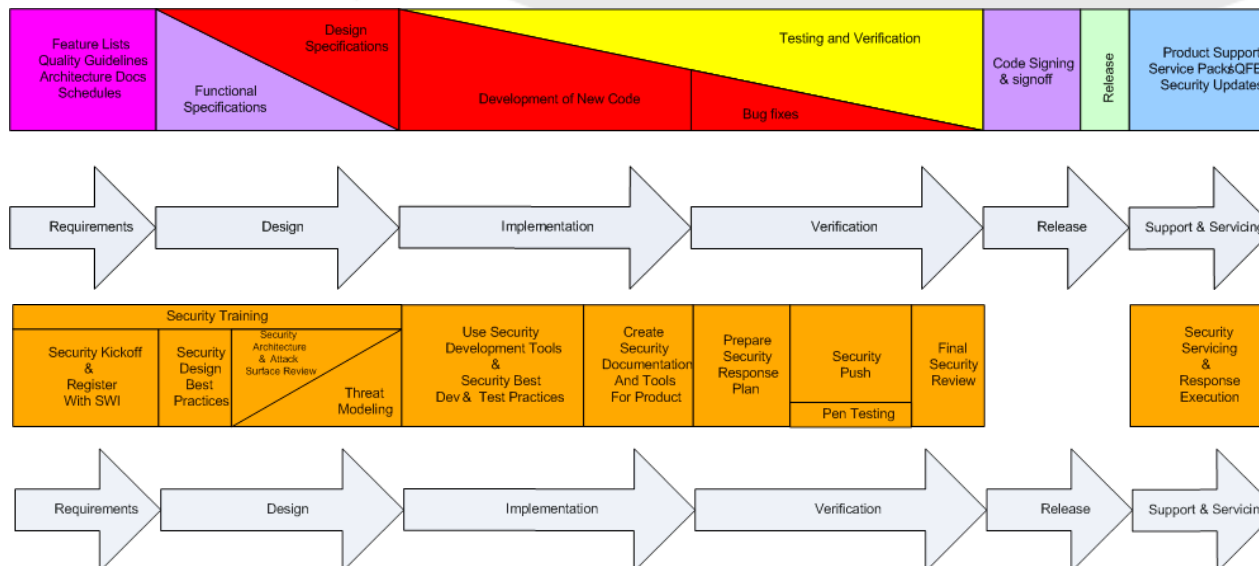 Feature Lists
Quality Guidelines
Architecture Docs
Schedules
Functional
Specifications
Design
Specifications
Development of New Code
Testing and Verification
Bug fixes
Code Signing
& signoff
Release
Product Support
Service Packs/QFE
Security Updates
Requirements
Design
Implementation
Verification
Release
Support & Servicing
Security Training
Security Kickoff
&
Register
With SWI
Security
Design
Best
Practices
Security
Architecture
& Attack
Surface Review
Threat
Modeling
Use Security
Development Tools
&
Security Best
Dev & Test Practices
Create
Security
Documentation
And Tools
For Product
Prepare
Security
Response
Plan
Security
Push
Pen Testing
Final
Security
Review
Security
Servicing
&
Response
Execution
Requirements
Design
Implementation
Verification
Release
Support & Servicing